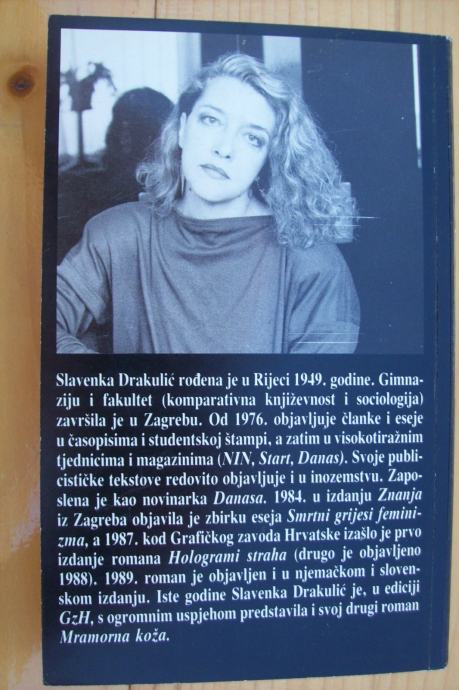 Slavenka Drakulić rođena je u Rijeci 1949. godine. Gimna-
ziju i fakultet (komparativna književnost i sociologija)
završila je u Zagrebu. Od 1976. objavljuje članke i eseje
u časopisima i studentskoj štampi, a zatim u visokotiražnim
tjednicima i magazinima (NIN, Start, Danas). Svoje publi-
cističke tekstove redovito objavljuje i u inozemstvu. Zapo-
slena je kao novinarka Danasa. 1984. u izdanju Znanja
iz Zagreba objavila je zbirku eseja Smrtni grijesi femini-
zma, a 1987. kod Grafičkog zavoda Hrvatske izašlo je prvo
izdanje romana Hologrami straha (drugo je objavljeno
1988). 1989. roman je objavljen i u njemačkom i sloven-
skom izdanju. Iste godine Slavenka Drakulić je, u ediciji
GzH, s ogromnim uspjehom predstavila i svoj drugi roman
Mramorna koža.